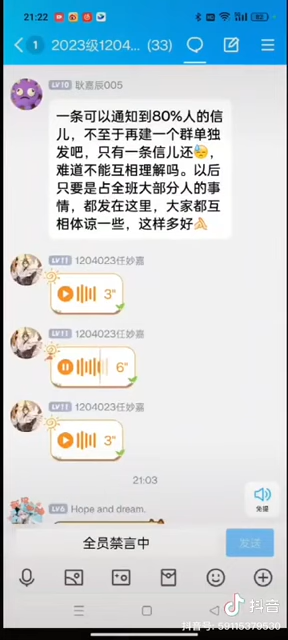 21:22
5G
62
1
2023级1204... (33)
LV10 耿嘉辰005
一条可以通知到80%人的信
儿，不至于再建一个群单独
发吧，只有一条信儿还😓，
难道不能互相理解吗。以后
只要是占全班大部分人的事
情，都发在这里，大家都互
相体谅一些，这样多好🙏
LV11 1204023任妙嘉
3"
LV11 1204023任妙嘉
6"
LV11 1204023任妙嘉
3"
21:03
免提
LV6 Hope and dream.
全员禁言中
发送
抖音
抖音号: 59115379530